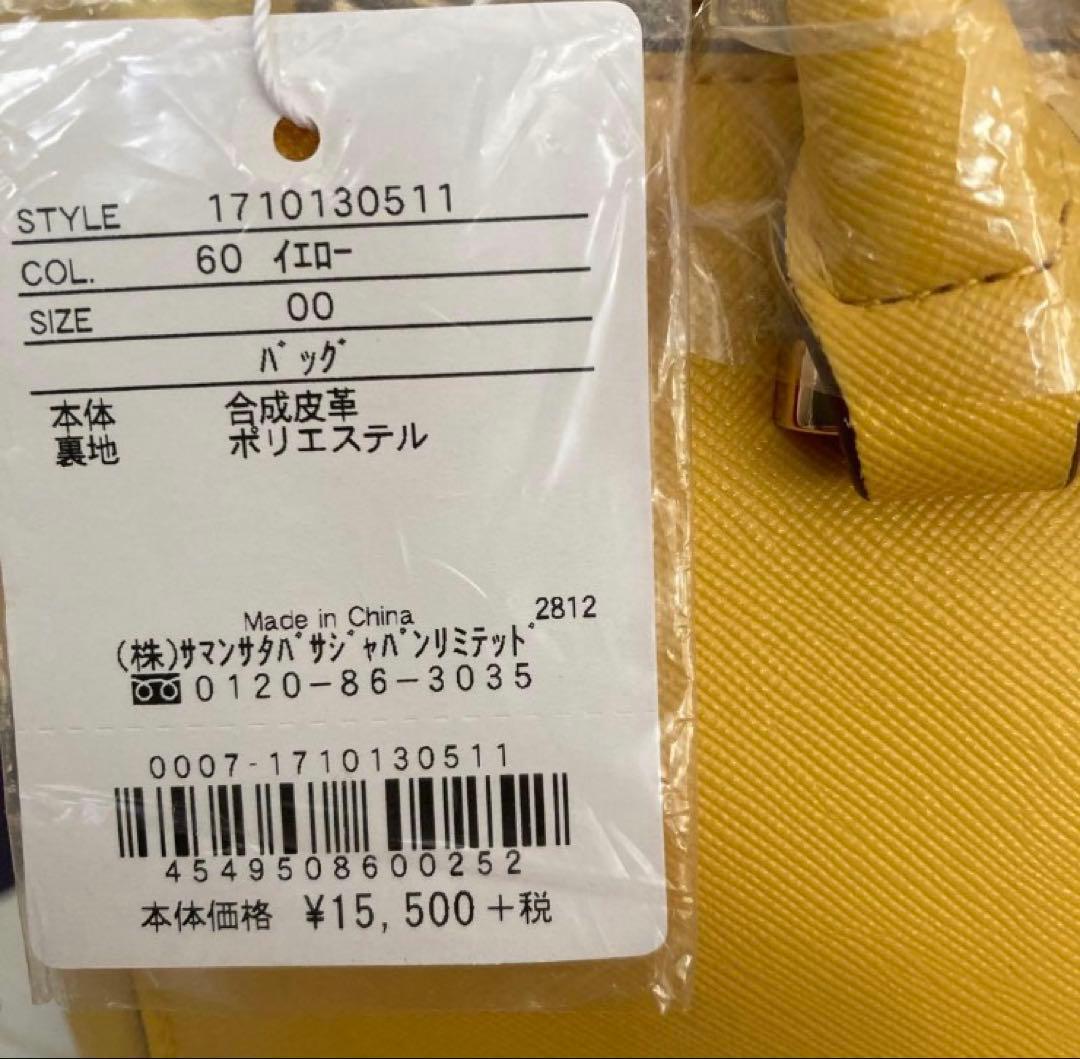 STYLE 1710130511
COL. 60 ｲｴﾛｰ
SIZE 00
ﾊﾞｯｸﾞ
本体 合成皮革
裏地 ポリエステル
Made in China 2812
(株)ｻﾏﾝｻﾀﾊﾞｻｼﾞｬﾊﾟﾝﾘﾐﾃｯﾄﾞ
0120-86-3035
0007-1710130511
4549508600252
本体価格 ¥15,500+税